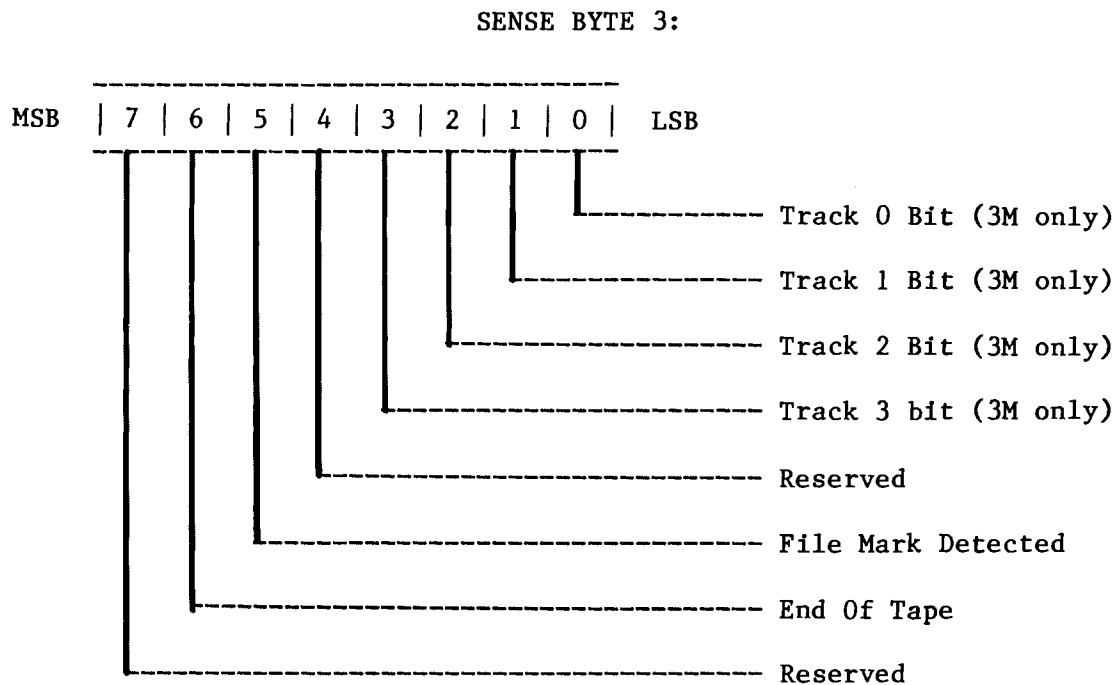 SENSE BYTE 3:
MSB | 7 | 6 | 5 | 4 | 3 | 2 | 1 | 0 | LSB
Track 0 Bit (3M only)
Track 1 Bit (3M only)
Track 2 Bit (3M only)
Track 3 bit (3M only)
Reserved
File Mark Detected
End Of Tape
Reserved